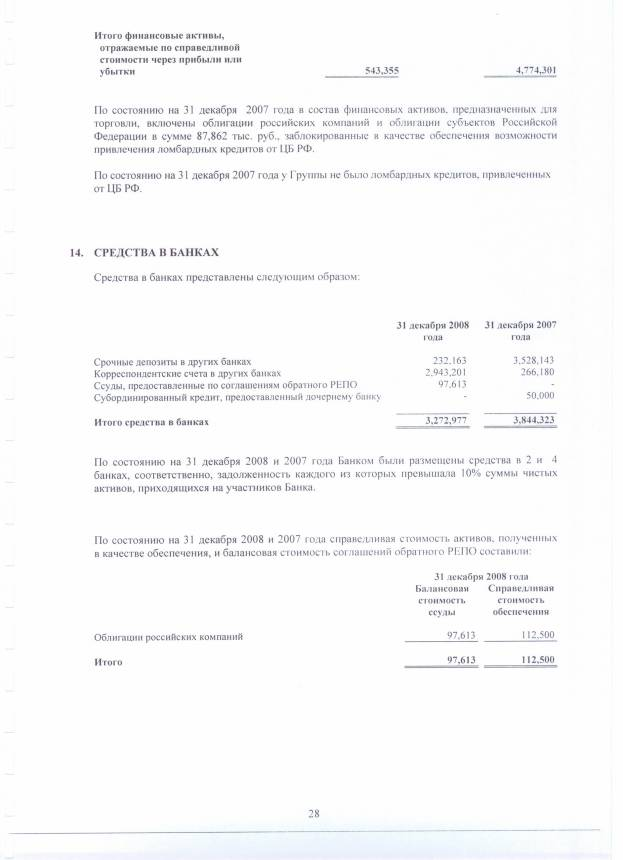 Итого финансовые активы,
отражаемые по справедливой
стоимости через прибыли или
убытки 543,355 4,774,301
По состоянию на 31 декабря 2007 года в состав финансовых активов, предназначенных для
торговли, включены облигации российских компаний и облигации субъектов Российской
Федерации в сумме 87,862 тыс. руб., заблокированные в качестве обеспечения возможности
привлечения ломбардных кредитов от ЦБ РФ.
По состоянию на 31 декабря 2007 года у Группы не было ломбардных кредитов, привлеченных
от ЦБ РФ.
14. СРЕДСТВА В БАНКАХ
Средства в банках представлены следующим образом:
31 декабря 2008 31 декабря 2007
года года
Срочные депозиты в других банках 232,163 3,528,143
Корреспондентские счета в других банках 2,943,201 266,180
Ссуды, предоставленные по соглашениям обратного РЕПО 97,613 -
Субординированный кредит, предоставленный дочернему банку - 50,000
Итого средства в банках 3,272,977 3,844,323
По состоянию на 31 декабря 2008 и 2007 года Банком были размещены средства в 2 и 4
банках, соответственно, задолженность каждого из которых превышала 10% суммы чистых
активов, приходящихся на участников Банка.
По состоянию на 31 декабря 2008 и 2007 года справедливая стоимость активов, полученных
в качестве обеспечения, и балансовая стоимость соглашений обратного РЕПО составили:
31 декабря 2008 года
Балансовая Справедливая
стоимость стоимость
ссуды обеспечения
Облигации российских компаний 97,613 112,500
Итого 97,613 112,500
28